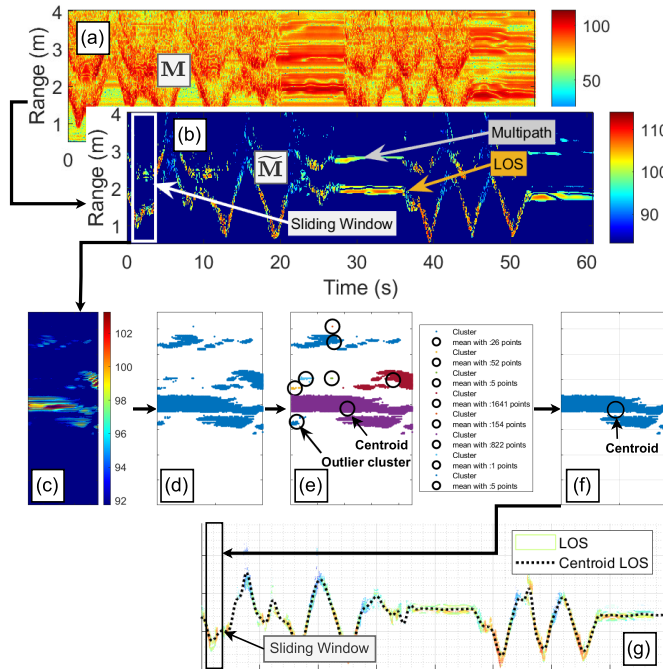 4
(a)
100
3
M
2
50
1
Range (m)
0
4
(b)
Multipath
110
3
M̃
LOS
100
2
90
1
Sliding Window
Range (m)
0 10 20 30 40 50 60
Time (s)
102
100
98
96
94
92
(c)
(d)
(e)
Centroid
Outlier cluster
Cluster
mean with :26 points
Cluster
mean with :52 points
Cluster
mean with :5 points
Cluster
mean with :1641 points
Cluster
mean with :154 points
Cluster
mean with :822 points
Cluster
mean with :1 points
Cluster
mean with :5 points
(f)
Centroid
LOS
Centroid LOS
Sliding Window
(g)